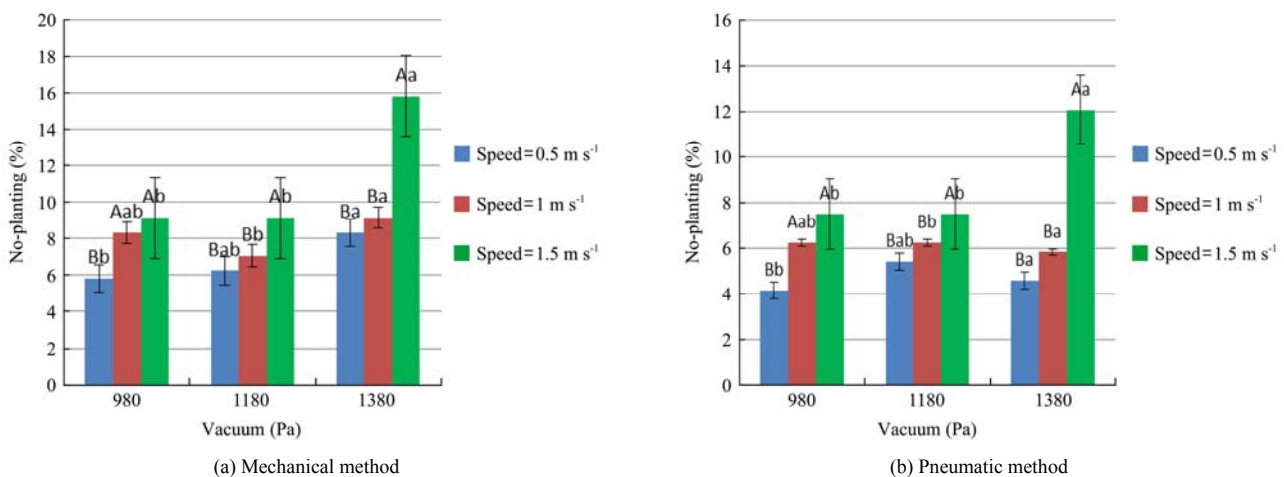 20
18
16
14
12
10
8
6
4
2
0
No-planting (%)
Bb
Aab
Ab
Bab
Bb
Ab
Ba
Ba
Aa
980
1180
1380
Vacuum (Pa)
Speed=0.5 m s⁻¹
Speed=1 m s⁻¹
Speed=1.5 m s⁻¹
(a) Mechanical method
16
14
12
10
8
6
4
2
0
No-planting (%)
Bb
Aab
Ab
Bab
Bb
Ab
Ba
Ba
Aa
980
1180
1380
Vacuum (Pa)
Speed=0.5 m s⁻¹
Speed=1 m s⁻¹
Speed=1.5 m s⁻¹
(b) Pneumatic method